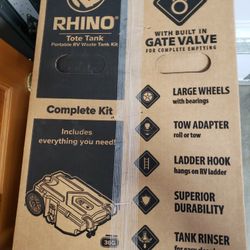 RHINO
Tote Tank
Portable RV Waste Tank Kit
WITH BUILT IN
GATE VALVE
FOR COMPLETE EMPTYING
Complete Kit
Includes
everything you need!
LARGE WHEELS
with bearings
TOW ADAPTER
roll or tow
LADDER HOOK
hangs on RV ladder
SUPERIOR
DURABILITY
TANK RINSER
36G